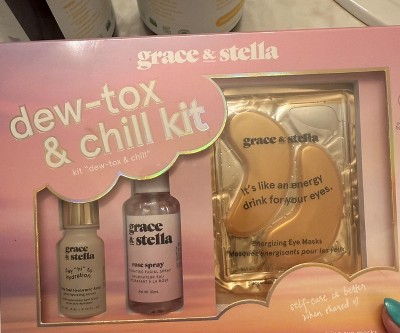 grace & stella
dew-tox
& chill kit
kit "dew-tox & chill"
grace & stella
It's like an energy
drink for your eyes.
Energizing Eye Masks
Masques énergisants pour les yeux
grace
& stella
hydration
grace
& stella
rose spray
self-care is better
when shared